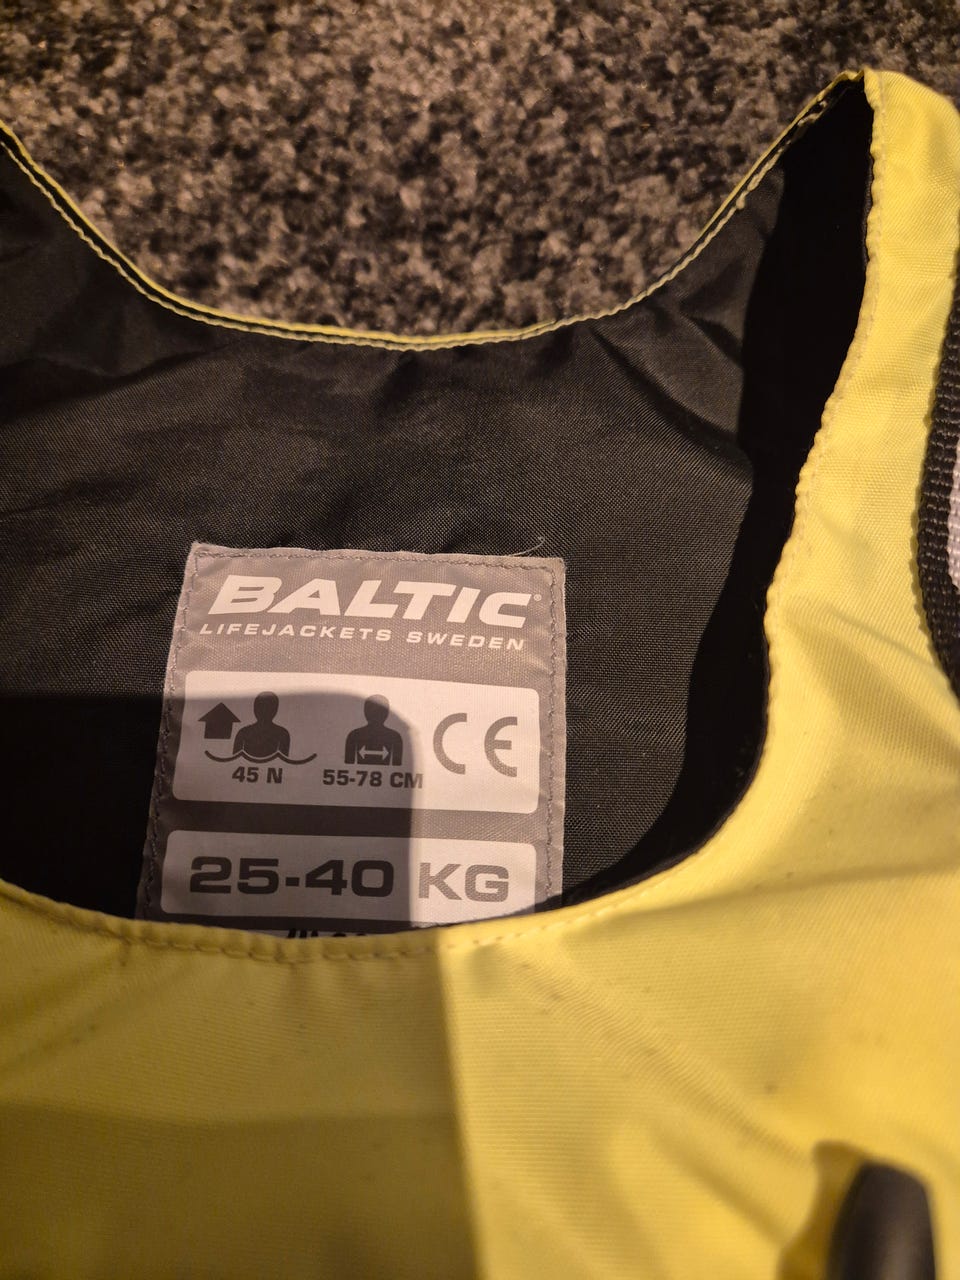 BALTIC®
LIFEJACKETS SWEDEN
45 N 55-78 CM CE
25-40 KG